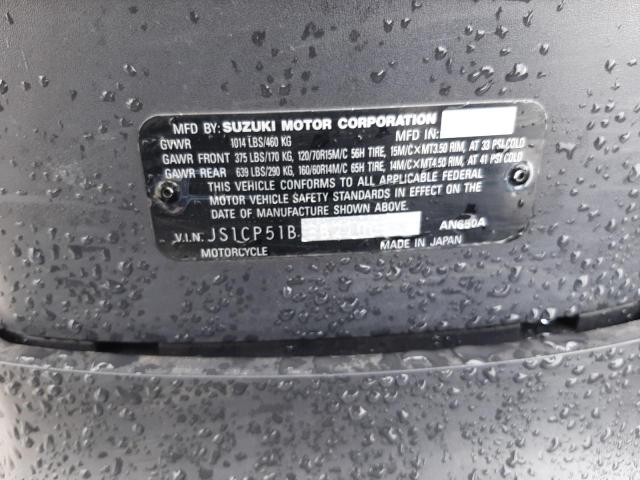 MFD BY: SUZUKI MOTOR CORPORATION
GVWR 1014 LBS/460 KG MFD IN:
GAWR FRONT 375 LBS/170 KG, 120/70R15M/C 56H TIRE, 15M/C×MT3.50 RIM, AT 33 PSI COLD
GAWR REAR 639 LBS/290 KG, 160/60R14M/C 65H TIRE, 14M/C×MT4.50 RIM, AT 41 PSI COLD
THIS VEHICLE CONFORMS TO ALL APPLICABLE FEDERAL
MOTOR VEHICLE SAFETY STANDARDS IN EFFECT ON THE
DATE OF MANUFACTURE SHOWN ABOVE.
V.I.N. JS1CP51B AN650A
MOTORCYCLE MADE IN JAPAN